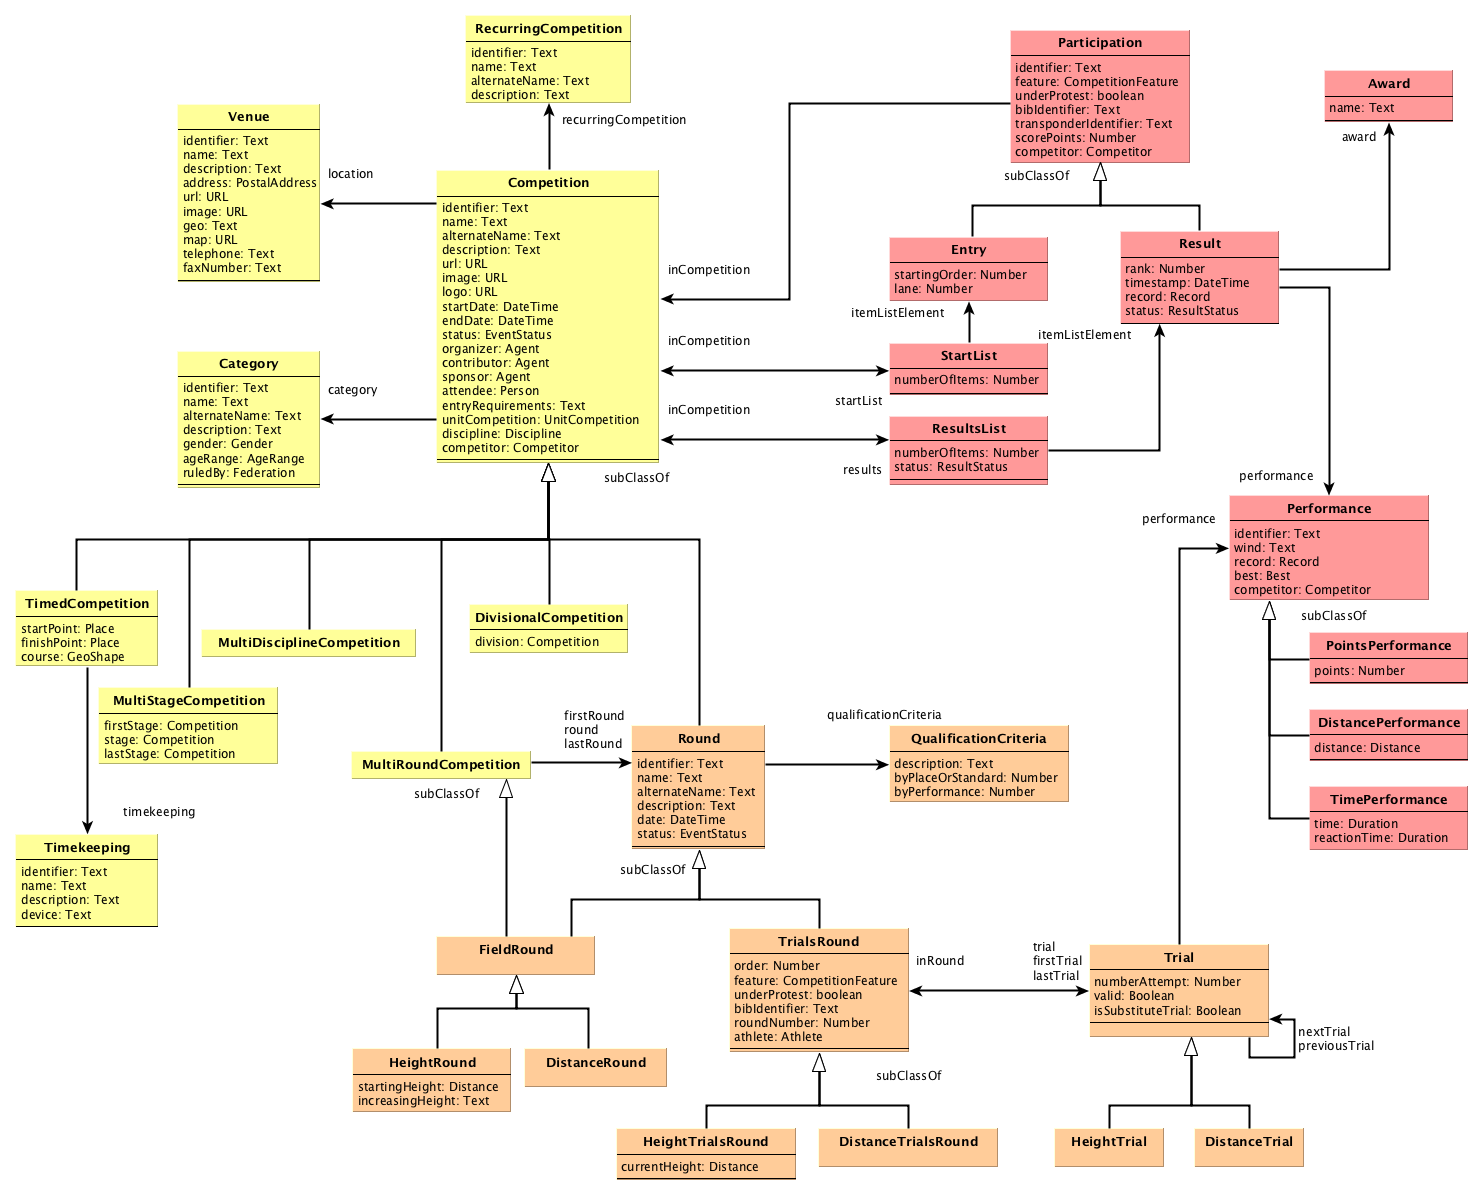 RecurringCompetition
identifier: Text
name: Text
alternateName: Text
description: Text
recurringCompetition
Venue
identifier: Text
name: Text
description: Text
address: PostalAddress
url: URL
image: URL
geo: Text
map: URL
telephone: Text
faxNumber: Text
location
Competition
identifier: Text
name: Text
alternateName: Text
description: Text
url: URL
image: URL
logo: URL
startDate: DateTime
endDate: DateTime
status: EventStatus
organizer: Agent
contributor: Agent
sponsor: Agent
attendee: Person
entryRequirements: Text
unitCompetition: UnitCompetition
discipline: Discipline
competitor: Competitor
subClassOf
Category
identifier: Text
name: Text
alternateName: Text
description: Text
gender: Gender
ageRange: AgeRange
ruledBy: Federation
category
Participation
identifier: Text
feature: CompetitionFeature
underProtest: boolean
bibIdentifier: Text
transponderIdentifier: Text
scorePoints: Number
competitor: Competitor
subClassOf
Award
name: Text
award
Entry
startingOrder: Number
lane: Number
itemListElement
Result
rank: Number
timestamp: DateTime
record: Record
status: ResultStatus
itemListElement
inCompetition
inCompetition
startList
StartList
numberOfItems: Number
inCompetition
results
ResultsList
numberOfItems: Number
status: ResultStatus
performance
performance
Performance
identifier: Text
wind: Text
record: Record
best: Best
competitor: Competitor
subClassOf
PointsPerformance
points: Number
DistancePerformance
distance: Distance
TimePerformance
time: Duration
reactionTime: Duration
TimedCompetition
startPoint: Place
finishPoint: Place
course: GeoShape
MultiDisciplineCompetition
DivisionalCompetition
division: Competition
MultiStageCompetition
firstStage: Competition
stage: Competition
lastStage: Competition
timekeeping
Timekeeping
identifier: Text
name: Text
description: Text
device: Text
MultiRoundCompetition
subClassOf
firstRound
round
lastRound
Round
identifier: Text
name: Text
alternateName: Text
description: Text
date: DateTime
status: EventStatus
subClassOf
qualificationCriteria
QualificationCriteria
description: Text
byPlaceOrStandard: Number
byPerformance: Number
FieldRound
HeightRound
startingHeight: Distance
increasingHeight: Text
DistanceRound
TrialsRound
order: Number
feature: CompetitionFeature
underProtest: boolean
bibIdentifier: Text
roundNumber: Number
athlete: Athlete
subClassOf
inRound
trial
firstTrial
lastTrial
Trial
numberAttempt: Number
valid: Boolean
isSubstituteTrial: Boolean
nextTrial
previousTrial
HeightTrialsRound
currentHeight: Distance
DistanceTrialsRound
HeightTrial
DistanceTrial